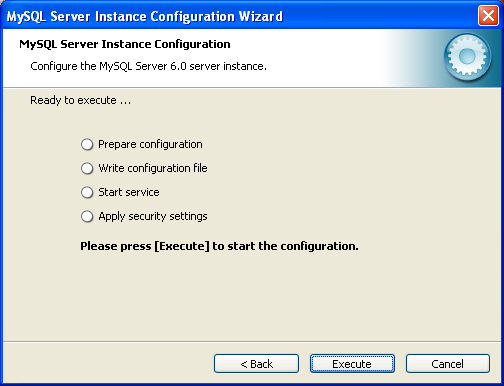 MySQL Server Instance Configuration Wizard
MySQL Server Instance Configuration
Configure the MySQL Server 6.0 server instance.
Ready to execute ...
Prepare configuration
Write configuration file
Start service
Apply security settings
Please press [Execute] to start the configuration.
< Back
Execute
Cancel